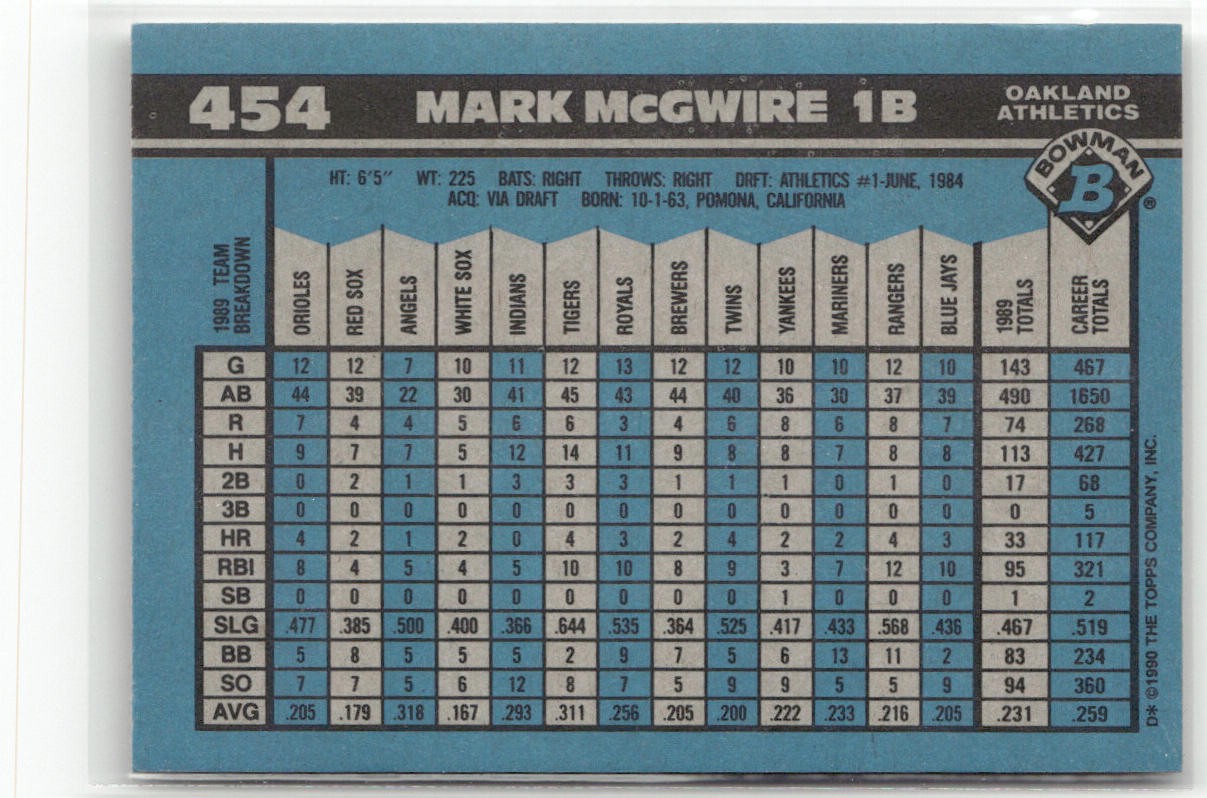 454 MARK McGWIRE 1B OAKLAND ATHLETICS
BOWMAN B ®
HT: 6'5" WT: 225 BATS: RIGHT THROWS: RIGHT DRFT: ATHLETICS #1-JUNE, 1984
ACQ: VIA DRAFT BORN: 10-1-63, POMONA, CALIFORNIA
1989 TEAM BREAKDOWN ORIOLES RED SOX ANGELS WHITE SOX INDIANS TIGERS ROYALS BREWERS TWINS YANKEES MARINERS RANGERS BLUE JAYS 1989 TOTALS CAREER TOTALS
G 12 12 7 10 11 12 13 12 12 10 10 12 10 143 467
AB 44 39 22 30 41 45 43 44 40 36 30 37 39 490 1650
R 7 4 4 5 6 6 3 4 6 8 6 8 7 74 268
H 9 7 7 5 12 14 11 9 8 8 7 8 8 113 427
2B 0 2 1 1 3 3 3 1 1 1 0 1 0 17 68
3B 0 0 0 0 0 0 0 0 0 0 0 0 0 0 5
HR 4 2 1 2 0 4 3 2 4 2 2 4 3 33 117
RBI 8 4 5 4 5 10 10 8 9 3 7 12 10 95 321
SB 0 0 0 0 0 0 0 0 0 1 0 0 0 1 2
SLG .477 .385 .500 .400 .366 .644 .535 .364 .525 .417 .433 .568 .436 .467 .519
BB 5 8 5 5 5 2 9 7 5 6 13 11 2 83 234
SO 7 7 5 6 12 8 7 5 9 9 5 5 9 94 360
AVG .205 .179 .318 .167 .293 .311 .256 .205 .200 .222 .233 .216 .205 .231 .259
D* ©1990 THE TOPPS COMPANY, INC.